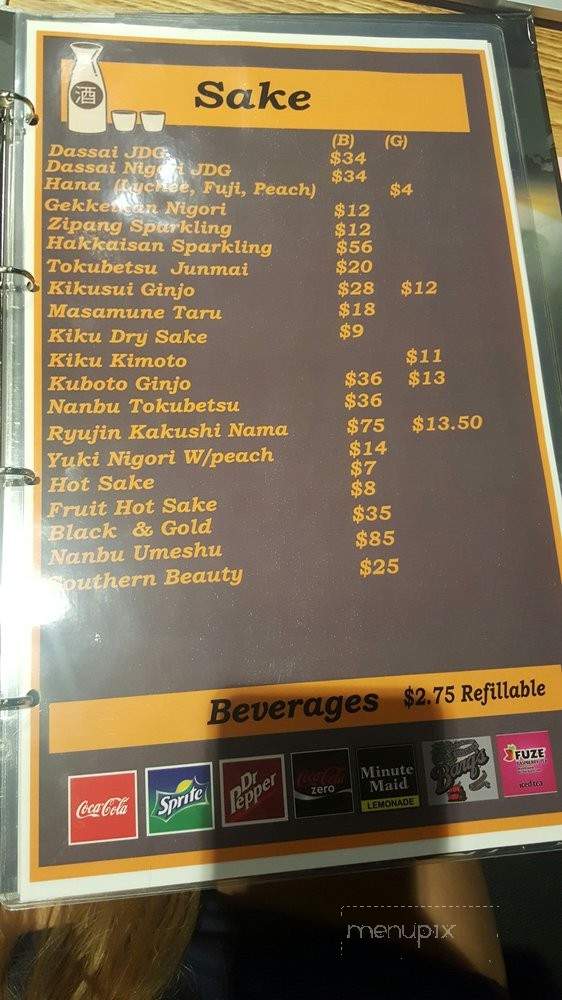 酒
Sake
(B) (G)
Dassai JDG $34
Dassai Nigori JDG $34
Hana (Lychee, Fuji, Peach) $4
Gekkeikan Nigori $12
Zipang Sparkling $12
Hakkaisan Sparkling $56
Tokubetsu Junmai $20
Kikusui Ginjo $28 $12
Masamune Taru $18
Kiku Dry Sake $9
Kiku Kimoto $11
Kuboto Ginjo $36 $13
Nanbu Tokubetsu $36
Ryujin Kakushi Nama $75 $13.50
Yuki Nigori W/peach $14
Hot Sake $7
Fruit Hot Sake $8
Black & Gold $35
Nanbu Umeshu $85
Southern Beauty $25
Beverages $2.75 Refillable
Coca-Cola
Sprite
Dr Pepper
Coca-Cola zero
Minute Maid LEMONADE
Barq's
FUZE
menupix